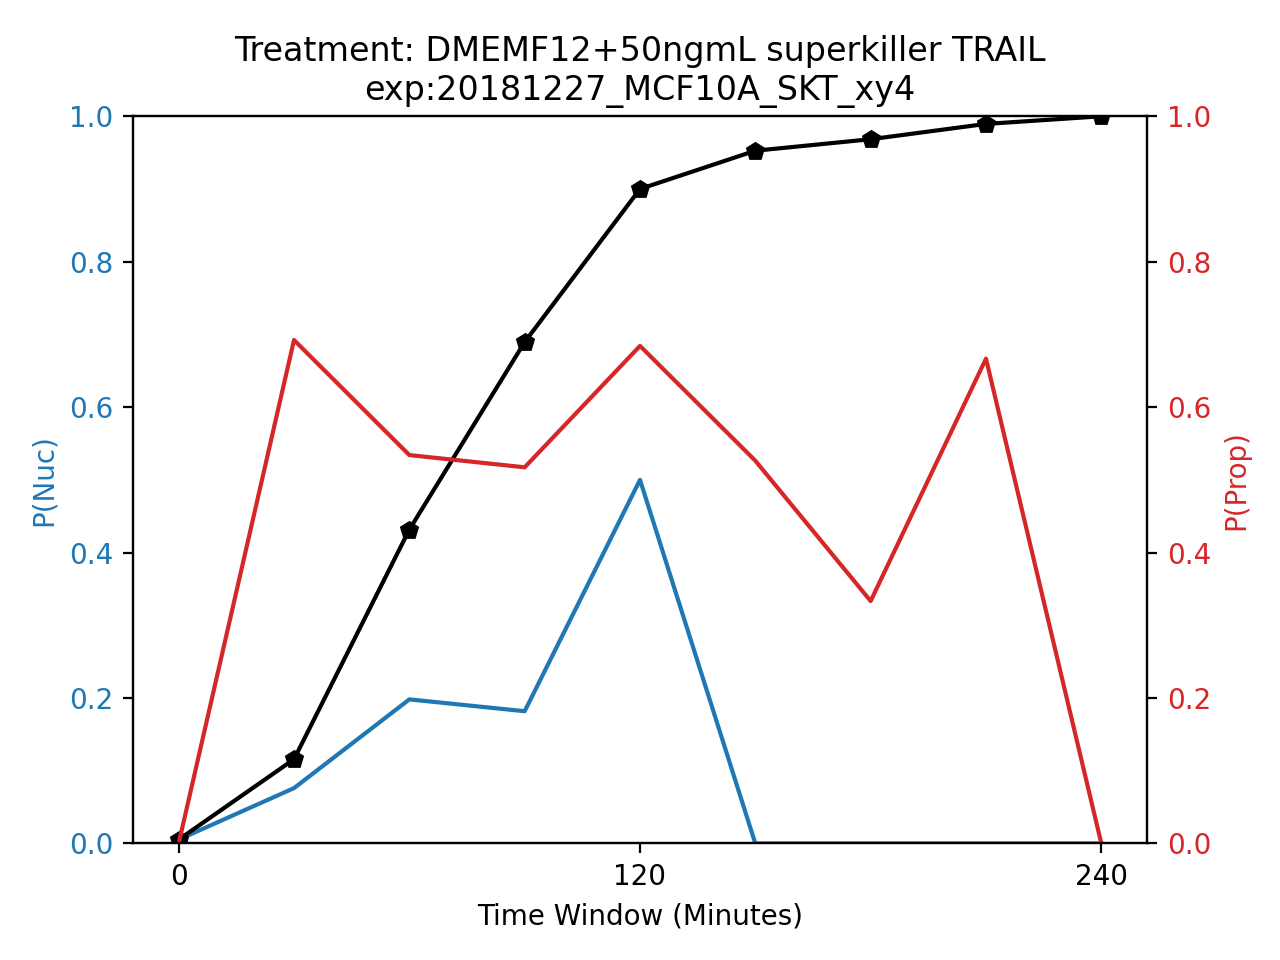 Treatment: DMEMF12+50ngmL superkiller TRAIL
exp:20181227_MCF10A_SKT_xy4
1.0
0.8
0.6
0.4
0.2
0.0
P(Nuc)
1.0
0.8
0.6
0.4
0.2
0.0
P(Prop)
0 120 240
Time Window (Minutes)